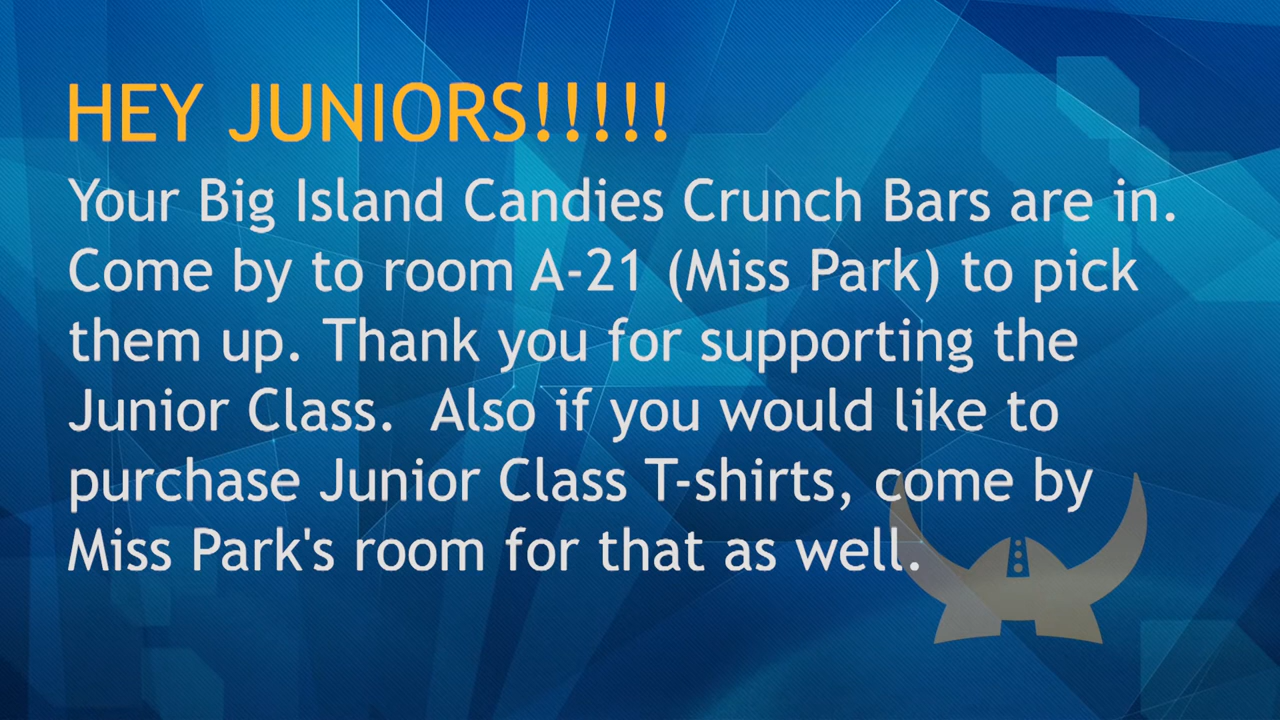 HEY JUNIORS!!!!!
Your Big Island Candies Crunch Bars are in.
Come by to room A-21 (Miss Park) to pick
them up. Thank you for supporting the
Junior Class.  Also if you would like to
purchase Junior Class T-shirts, come by
Miss Park's room for that as well.